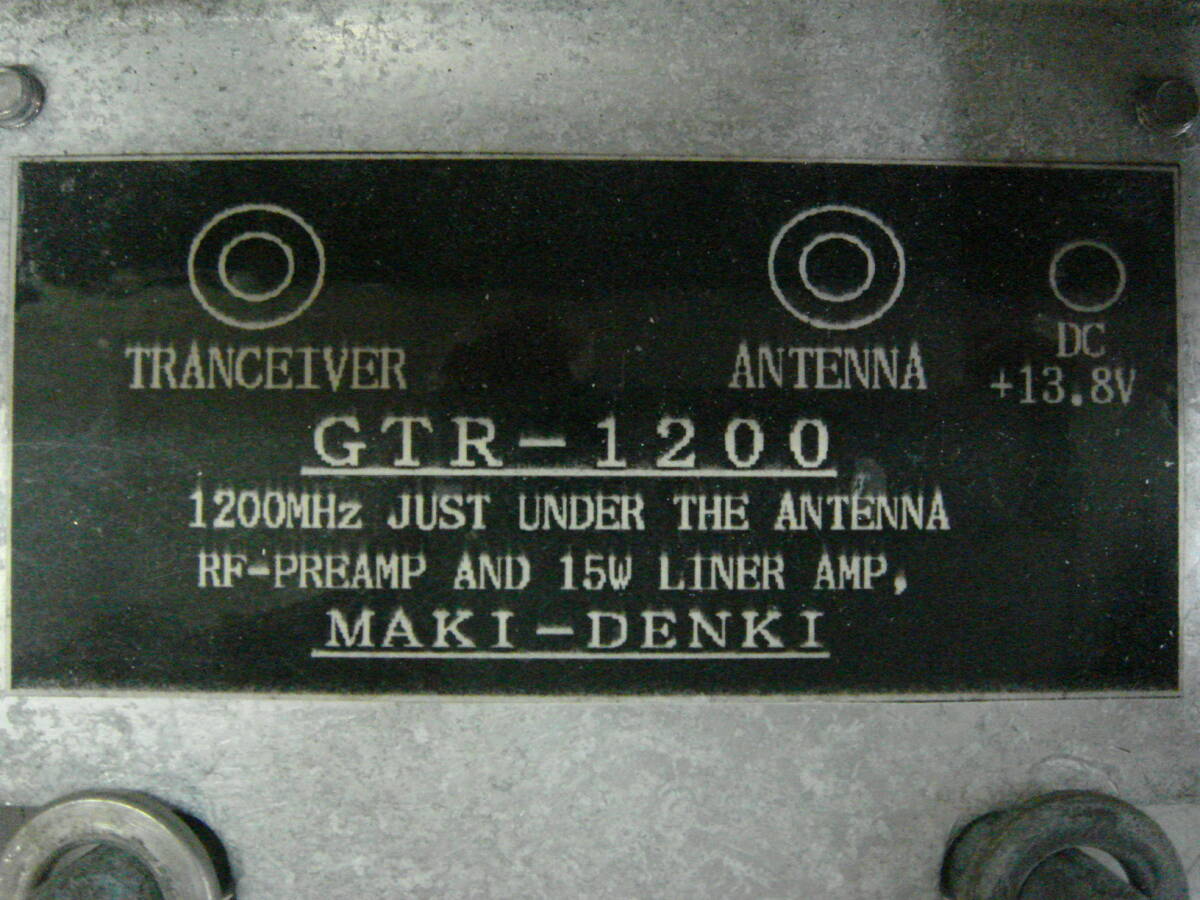 TRANCEIVER ANTENNA DC
+13.8V
GTR-1200
1200MHz JUST UNDER THE ANTENNA
RF-PREAMP AND 15W LINER AMP,
MAKI-DENKI